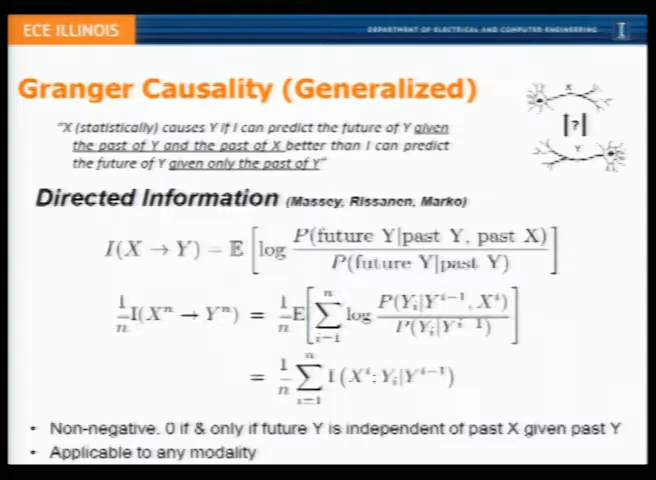 ECE ILLINOIS
DEPARTMENT OF ELECTRICAL AND COMPUTER ENGINEERING
I
Granger Causality (Generalized)
"X (statistically) causes Y if I can predict the future of Y given
the past of Y and the past of X better than I can predict
the future of Y given only the past of Y"
X
|?|
Y
Directed Information (Massey, Rissanen, Marko)
I(X → Y) = 𝔼 [log P(future Y|past Y, past X) / P(future Y|past Y)]
1/n I(Xⁿ → Yⁿ) = 1/n E[∑_{i=1}^{n} log P(Y_i|Y^{i−1}, X^i) / P(Y_i|Y^{i−1})]
= 1/n ∑_{i=1}^{n} I (X^i; Y_i|Y^{i−1})
• Non-negative. 0 if & only if future Y is independent of past X given past Y
• Applicable to any modality